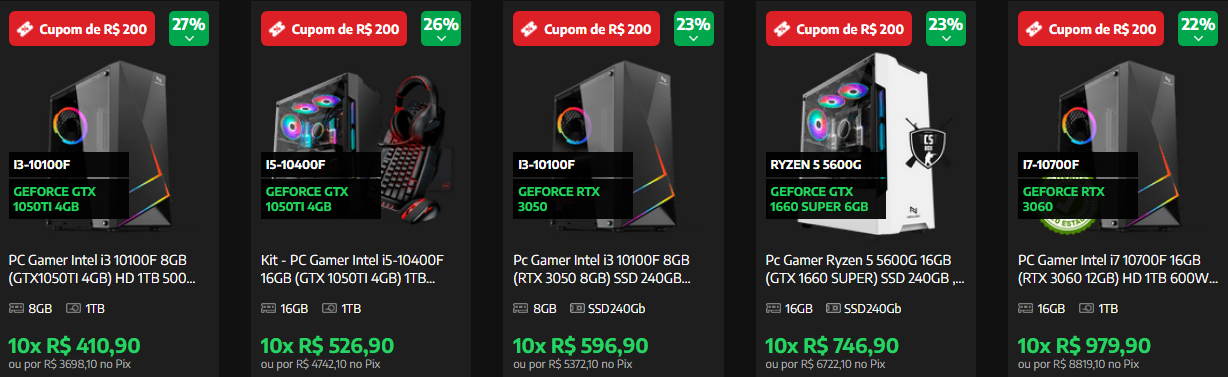 Cupom de R$ 200
27%
I3-10100F
GEFORCE GTX
1050TI 4GB
PC Gamer Intel i3 10100F 8GB
(GTX1050TI 4GB) HD 1TB 500...
8GB
1TB
10x R$ 410,90
ou por R$ 3698,10 no Pix
Cupom de R$ 200
26%
I5-10400F
GEFORCE GTX
1050TI 4GB
Kit - PC Gamer Intel i5-10400F
16GB (GTX 1050TI 4GB) 1TB...
16GB
1TB
10x R$ 526,90
ou por R$ 4742,10 no Pix
Cupom de R$ 200
23%
I3-10100F
GEFORCE RTX
3050
Pc Gamer Intel i3 10100F 8GB
(RTX 3050 8GB) SSD 240GB...
8GB
SSD240Gb
10x R$ 596,90
ou por R$ 5372,10 no Pix
Cupom de R$ 200
23%
CS
BOX
RYZEN 5 5600G
GEFORCE GTX
1660 SUPER 6GB
Pc Gamer Ryzen 5 5600G 16GB
(GTX 1660 SUPER) SSD 240GB ,...
16GB
SSD240Gb
10x R$ 746,90
ou por R$ 6722,10 no Pix
Cupom de R$ 200
22%
I7-10700F
GEFORCE RTX
3060
PC Gamer Intel i7 10700F 16GB
(RTX 3060 12GB) HD 1TB 600W...
16GB
1TB
10x R$ 979,90
ou por R$ 8819,10 no Pix